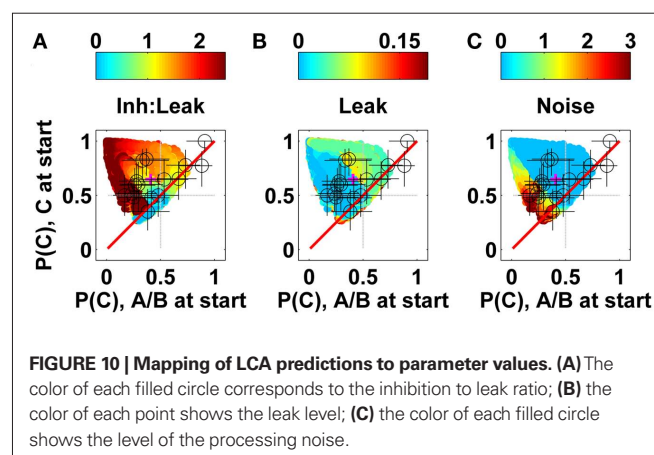 A 0 1 2 B 0 0.15 C 0 1 2 3
Inh:Leak Leak Noise
P(C), C at start
1 1 1
0.5 0.5 0.5
0 0 0
0 0.5 1 0 0.5 1 0 0.5 1
P(C), A/B at start P(C), A/B at start P(C), A/B at start
FIGURE 10 | Mapping of LCA predictions to parameter values. (A) The
color of each filled circle corresponds to the inhibition to leak ratio; (B) the
color of each point shows the leak level; (C) the color of each filled circle
shows the level of the processing noise.